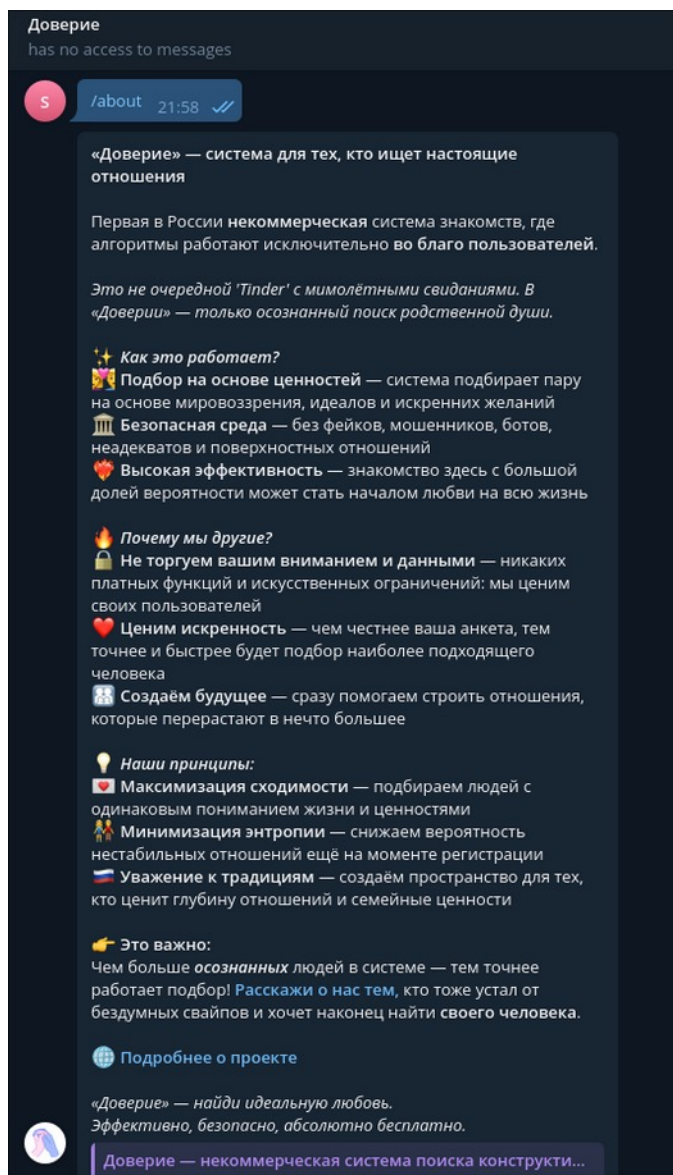 Доверие
has no access to messages
S
/about 21:58
«Доверие» — система для тех, кто ищет настоящие
отношения
Первая в России некоммерческая система знакомств, где
алгоритмы работают исключительно во благо пользователей.
Это не очередной 'Tinder' с мимолётными свиданиями. В
«Доверии» — только осознанный поиск родственной души.
✨ Как это работает?
💏 Подбор на основе ценностей — система подбирает пару
на основе мировоззрения, идеалов и искренних желаний
🏛 Безопасная среда — без фейков, мошенников, ботов,
неадекватов и поверхностных отношений
❤️‍🔥 Высокая эффективность — знакомство здесь с большой
долей вероятности может стать началом любви на всю жизнь
🔥 Почему мы другие?
🔒 Не торгуем вашим вниманием и данными — никаких
платных функций и искусственных ограничений: мы ценим
своих пользователей
❤️ Ценим искренность — чем честнее ваша анкета, тем
точнее и быстрее будет подбор наиболее подходящего
человека
👪 Создаём будущее — сразу помогаем строить отношения,
которые перерастают в нечто большее
💡 Наши принципы:
💌 Максимизация сходимости — подбираем людей с
одинаковым пониманием жизни и ценностями
👫 Минимизация энтропии — снижаем вероятность
нестабильных отношений ещё на моменте регистрации
🇷🇺 Уважение к традициям — создаём пространство для тех,
кто ценит глубину отношений и семейные ценности
👉 Это важно:
Чем больше осознанных людей в системе — тем точнее
работает подбор! Расскажи о нас тем, кто тоже устал от
бездумных свайпов и хочет наконец найти своего человека.
🌐 Подробнее о проекте
«Доверие» — найди идеальную любовь.
Эффективно, безопасно, абсолютно бесплатно.
Доверие — некоммерческая система поиска конструкти...